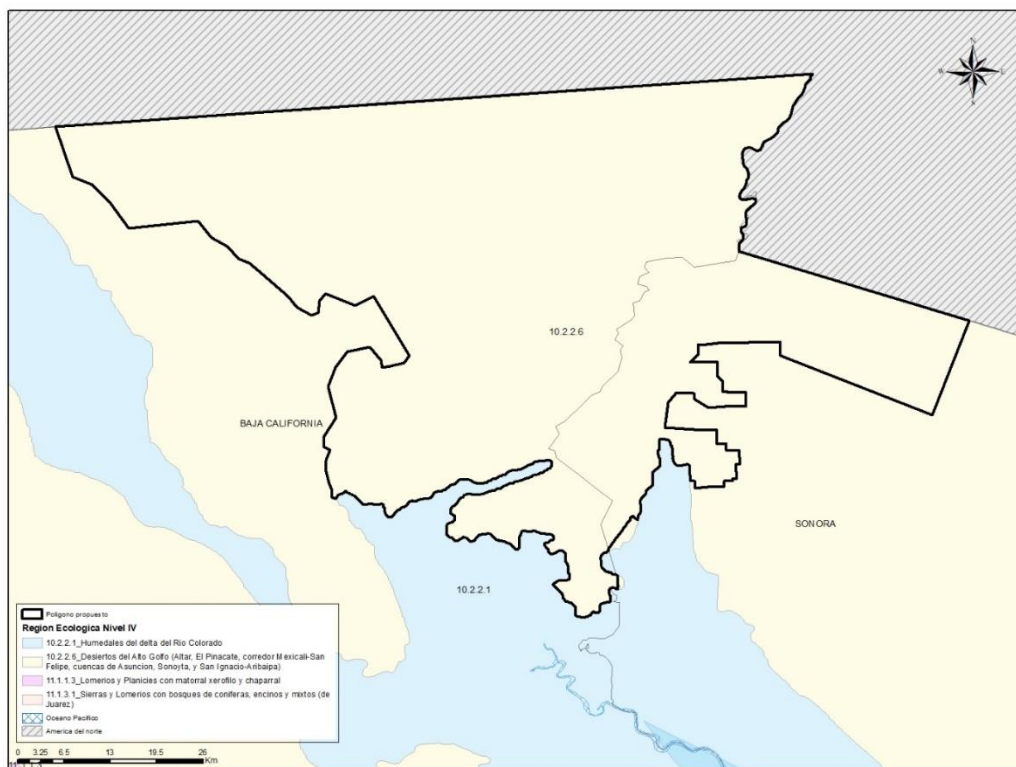 N
W
E
S
10.2.2.6
BAJA CALIFORNIA
SONORA
10.2.2.1
Poligono propuesto
Region Ecologica Nivel IV
10.2.2.1_Humedales del delta del Rio Colorado
10.2.2.6_Desiertos del Alto Golfo (Altar, El Pinacate, corredor Mexicali-San
Felipe, cuencas de Asuncion, Sonoyta, y San Ignacio-Aribaipa)
11.1.1.3_Lomerios y Planicies con matorral xerofilo y chaparral
11.1.3.1_Sierras y Lomerios con bosques de coniferas, encinos y mixtos (de
Juarez)
Oceano Pacifico
America del norte
0 3.25 6.5 13 19.5 26
Km